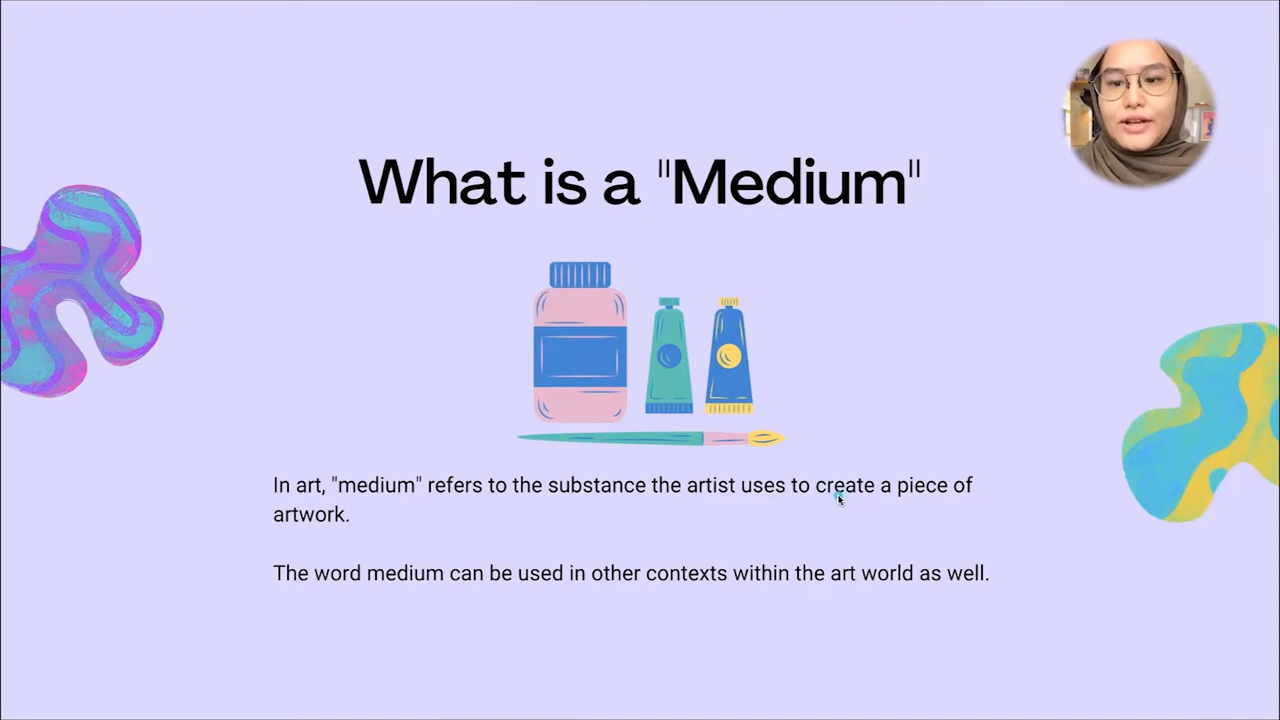 What is a "Medium"
In art, "medium" refers to the substance the artist uses to create a piece of
artwork.
The word medium can be used in other contexts within the art world as well.